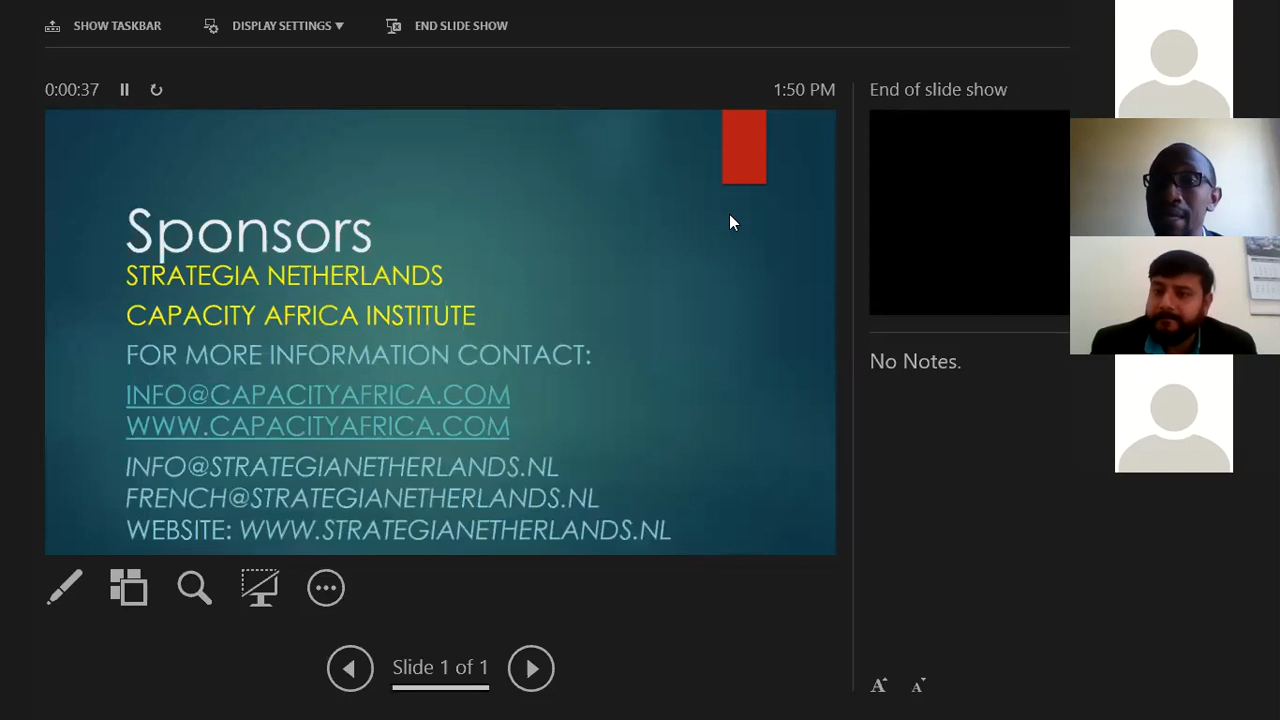 SHOW TASKBAR
DISPLAY SETTINGS
END SLIDE SHOW
0:00:37
1:50 PM
Sponsors
STRATEGIA NETHERLANDS
CAPACITY AFRICA INSTITUTE
FOR MORE INFORMATION CONTACT:
INFO@CAPACITYAFRICA.COM
WWW.CAPACITYAFRICA.COM
INFO@STRATEGIANETHERLANDS.NL
FRENCH@STRATEGIANETHERLANDS.NL
WEBSITE: WWW.STRATEGIANETHERLANDS.NL
Slide 1 of 1
End of slide show
No Notes.
A A